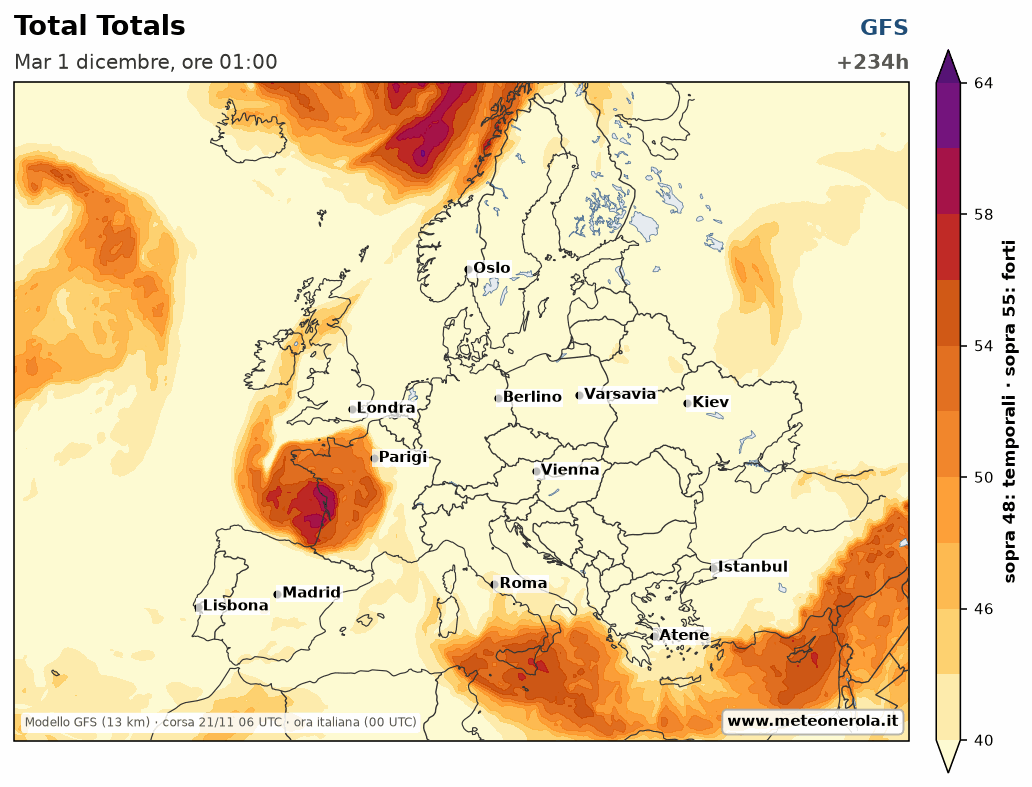 Total Totals
GFS
Mar 1 dicembre, ore 01:00
+234h
64
58
54
50
46
40
sopra 48: temporali · sopra 55: forti
Oslo
Londra
Berlino
Varsavia
Kiev
Parigi
Vienna
Istanbul
Roma
Madrid
Lisbona
Atene
Modello GFS (13 km) · corsa 21/11 06 UTC · ora italiana (00 UTC)
www.meteonerola.it